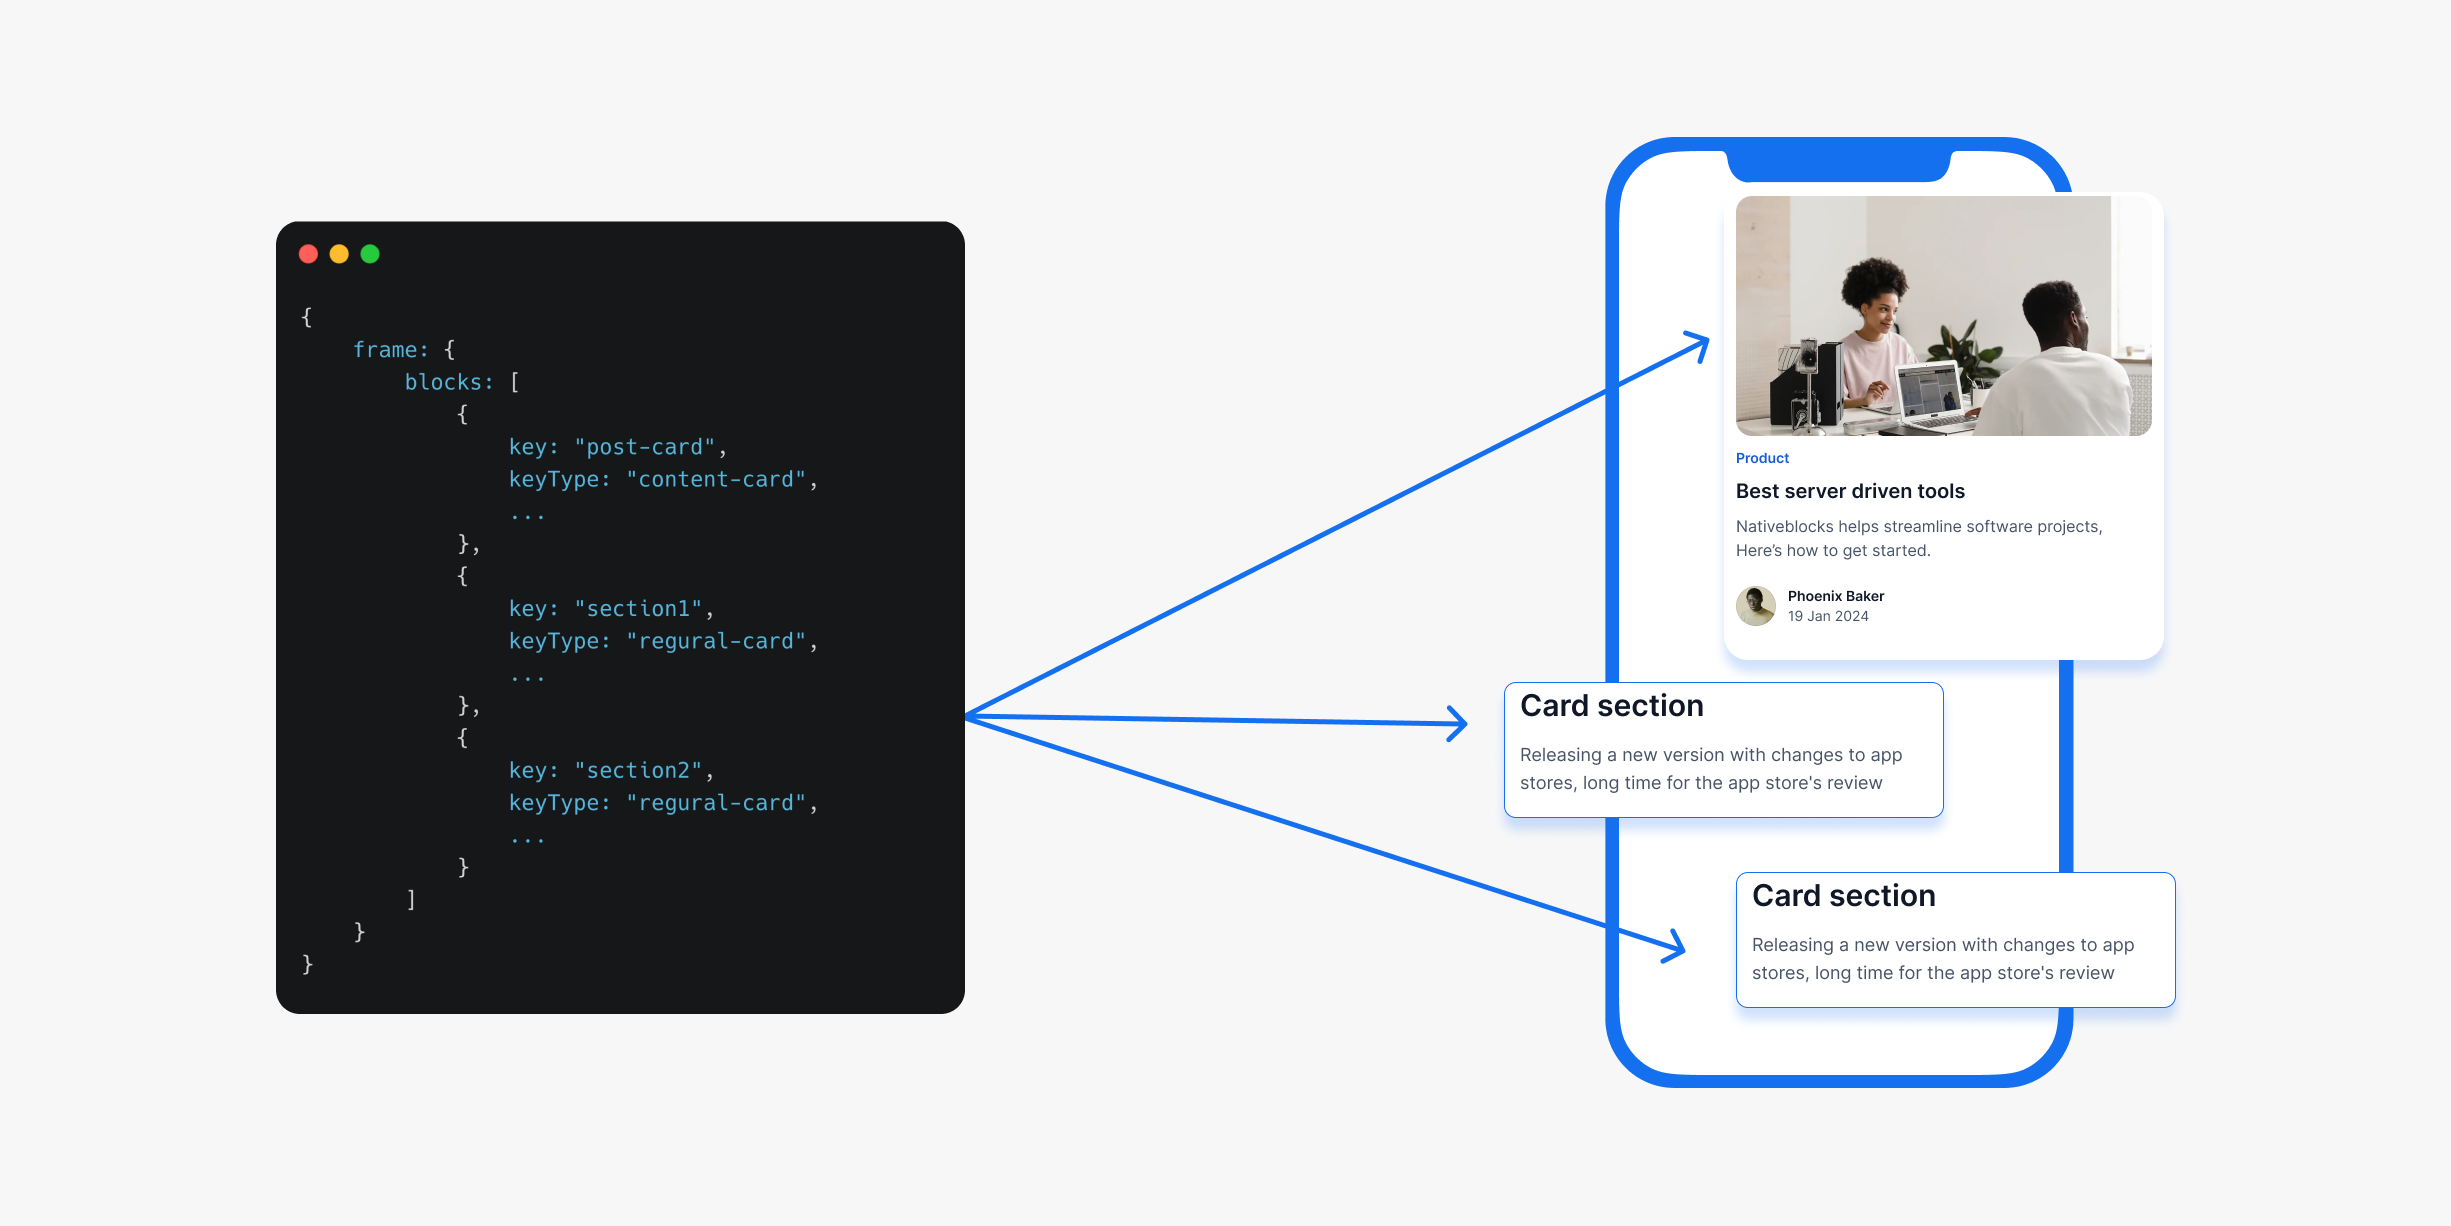 {
    frame: {
        blocks: [
            {
                key: "post-card",
                keyType: "content-card",
                ...
            },
            {
                key: "section1",
                keyType: "regural-card",
                ...
            },
            {
                key: "section2",
                keyType: "regural-card",
                ...
            }
        ]
    }
}
Product
Best server driven tools
Nativeblocks helps streamline software projects,
Here’s how to get started.
Phoenix Baker
19 Jan 2024
Card section
Releasing a new version with changes to app
stores, long time for the app store's review
Card section
Releasing a new version with changes to app
stores, long time for the app store's review